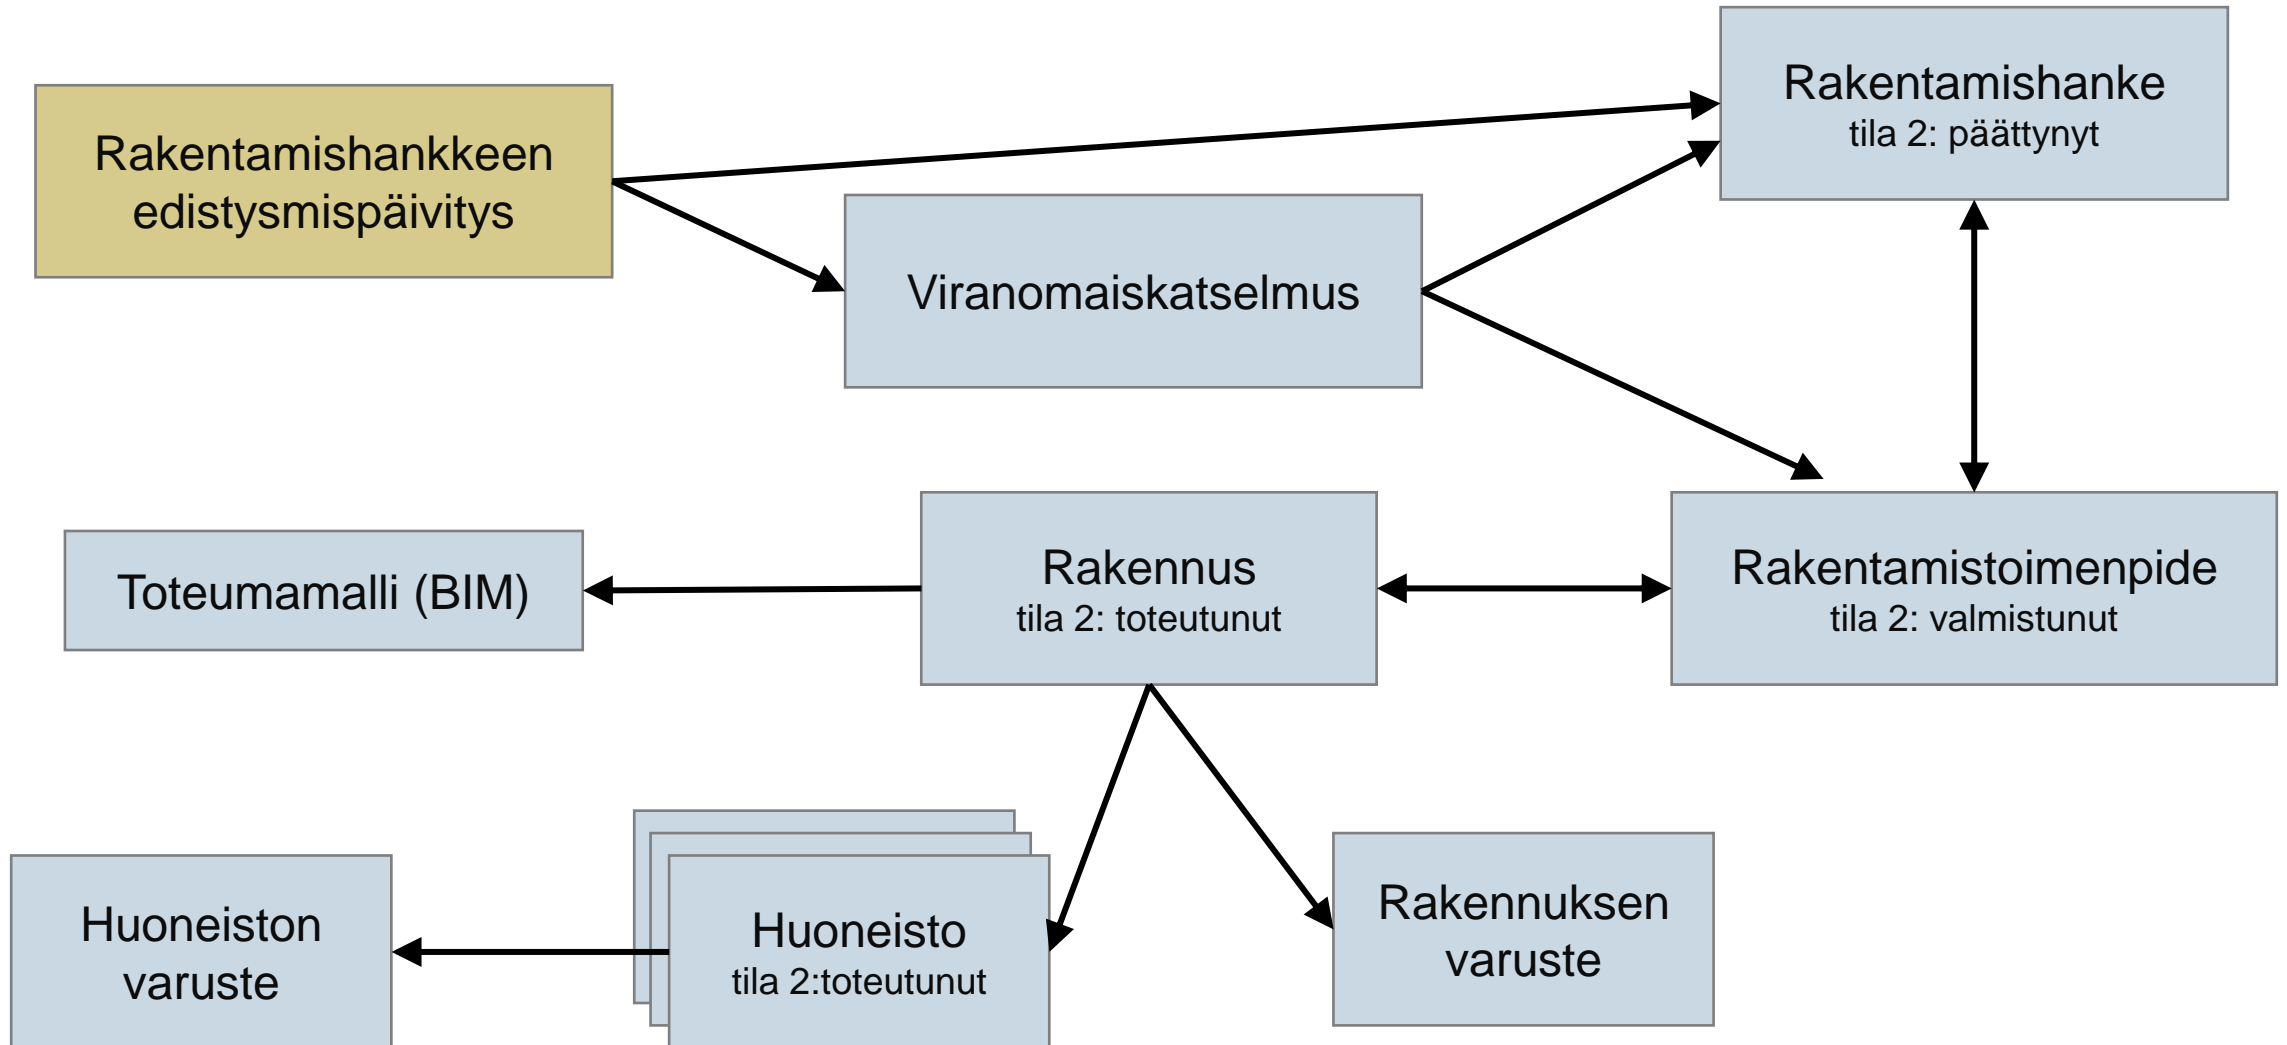 Rakentamishanke
tila 2: päättynyt
Rakentamishankkeen
edistysmispäivitys
Viranomaiskatselmus
Toteumamalli (BIM)
Rakennus
tila 2: toteutunut
Rakentamistoimenpide
tila 2: valmistunut
Huoneiston
varuste
Huoneisto
tila 2:toteutunut
Rakennuksen
varuste